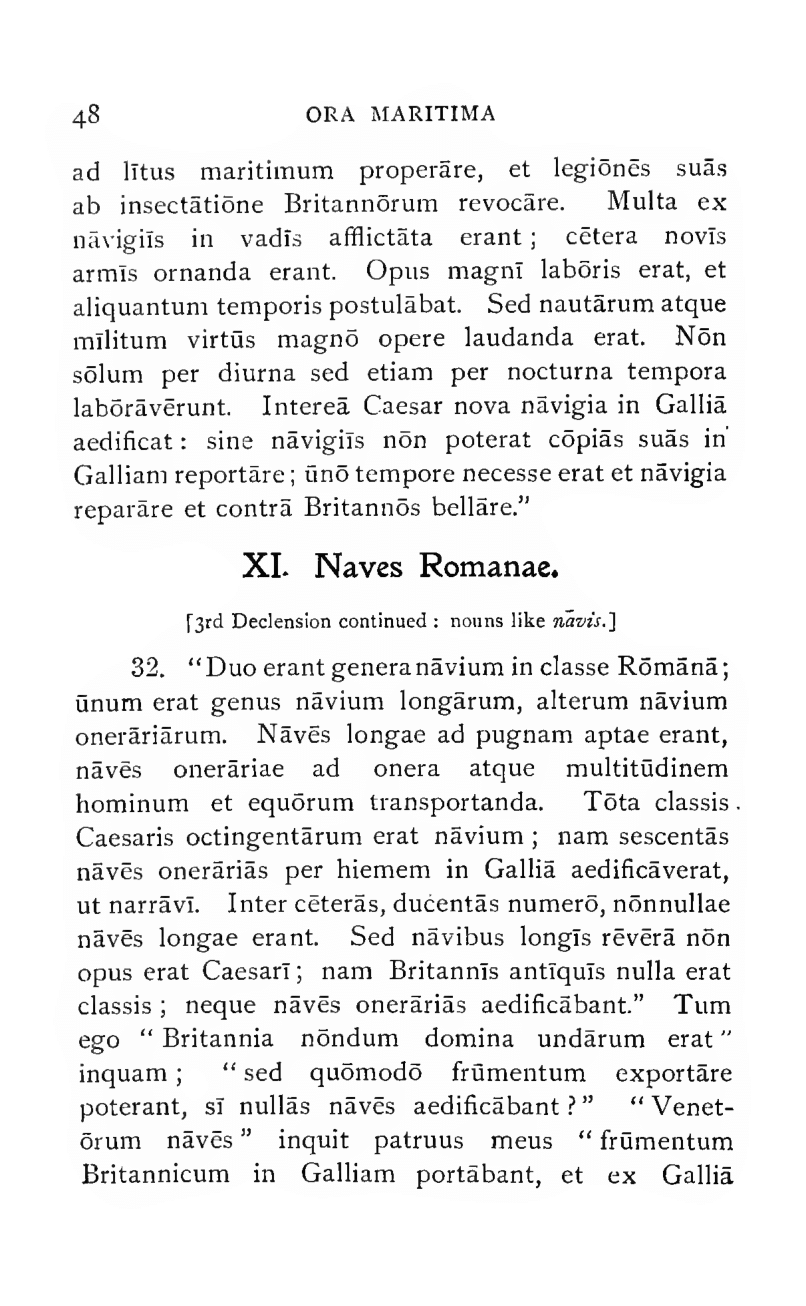 48 ORA MARITIMA
ad lītus maritimum properāre, et legiōnēs suās
ab insectātiōne Britannōrum revocāre. Multa ex
nāvigiīs in vadīs afflictāta erant; cētera novīs
armīs ornanda erant. Opus magnī labōris erat, et
aliquantum temporis postulābat. Sed nautārum atque
mīlitum virtūs magnō opere laudanda erat. Nōn
sōlum per diurna sed etiam per nocturna tempora
labōrāvērunt. Intereā Caesar nova nāvigia in Galliā
aedificat: sine nāvigiīs nōn poterat cōpiās suās in
Galliam reportāre; ūnō tempore necesse erat et nāvigia
reparāre et contrā Britannōs bellāre.”
XI. Naves Romanae.
[3rd Declension continued: nouns like nāvis.]
32. “Duo erant genera nāvium in classe Rōmānā;
ūnum erat genus nāvium longārum, alterum nāvium
onerāriārum. Nāvēs longae ad pugnam aptae erant,
nāvēs onerāriae ad onera atque multitūdinem
hominum et equōrum transportanda. Tōta classis
Caesaris octingentārum erat nāvium; nam sescentās
nāvēs onerāriās per hiemem in Galliā aedificāverat,
ut narrāvī. Inter cēterās, ducentās numerō, nōnnullae
nāvēs longae erant. Sed nāvibus longīs rēvērā nōn
opus erat Caesarī; nam Britannīs antīquīs nulla erat
classis; neque nāvēs onerāriās aedificābant.” Tum
ego “Britannia nōndum domina undārum erat”
inquam; “sed quōmodō frūmentum exportāre
poterant, sī nullās nāvēs aedificābant?” “Venet-
ōrum nāvēs” inquit patruus meus “frūmentum
Britannicum in Galliam portābant, et ex Galliā